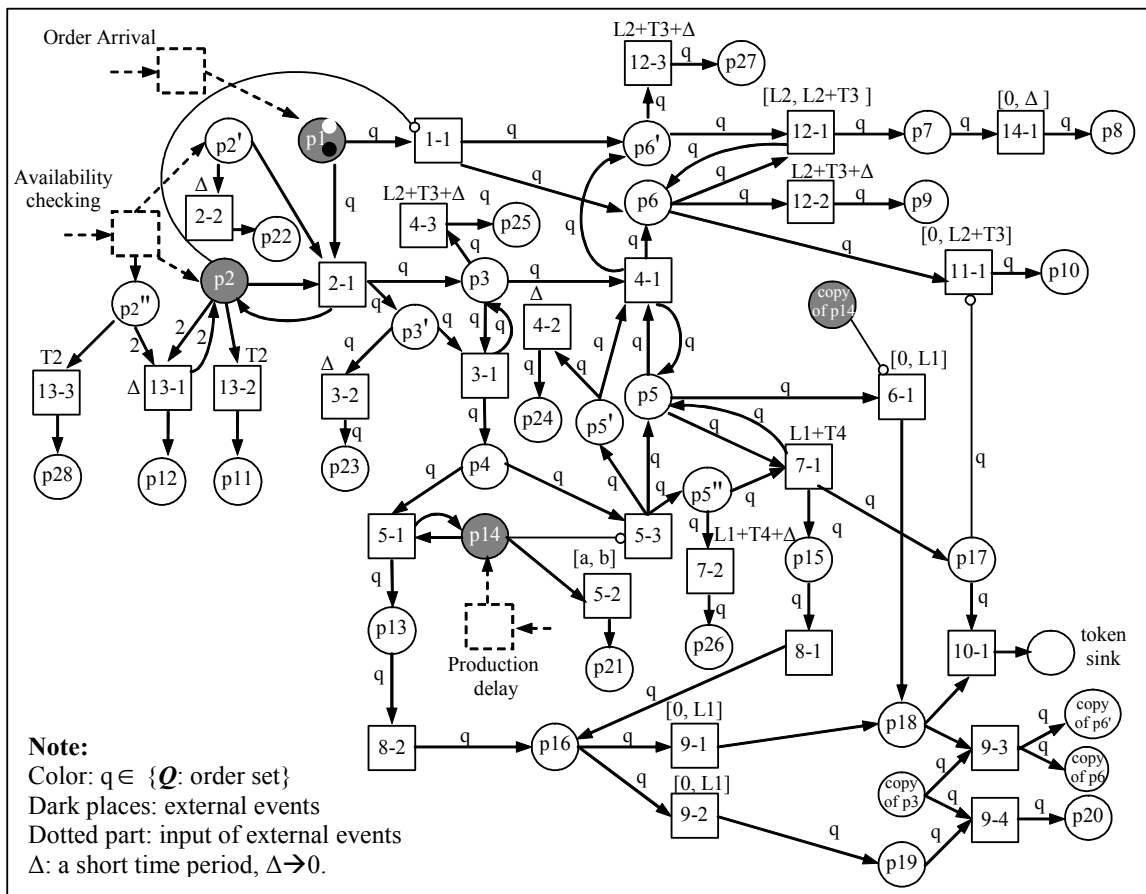 Order Arrival
L2+T3+Δ
12-3
q
p27
[L2, L2+T3 ]
[0, Δ ]
p1
q
1-1
q
p6'
q
12-1
q
p7
q
14-1
q
p8
p2'
Availability
checking
Δ
2-2
p22
q
L2+T3+Δ
4-3
q
p25
q
q
p6
q
L2+T3+Δ
12-2
q
p9
q
q
[0, L2+T3]
11-1
q
p10
p2
2-1
q
p3
q
4-1
q
p2"
q
p3'
q
q
q
Δ
4-2
q
q
copy
of p14
2
2
2
T2
13-3
Δ
13-1
T2
13-2
Δ
3-2
q
3-1
q
p24
p5'
p5
q
[0, L1]
6-1
p28
p12
p11
q
p23
p4
q
q
q
q
q
q
L1+T4
7-1
q
5-1
p14
5-3
q
p5"
q
q
L1+T4+Δ
7-2
q
p15
q
p17
q
p13
[a, b]
5-2
p21
q
p26
q
8-1
q
10-1
token
sink
Production
delay
q
8-2
q
p16
q
[0, L1]
9-1
p18
9-3
q
copy
of p6'
q
copy
of p6
q
[0, L1]
9-2
q
copy
of p3
q
q
9-4
q
p20
p19
q
Note:
Color: q ∈ {Q: order set}
Dark places: external events
Dotted part: input of external events
Δ: a short time period, Δ→0.